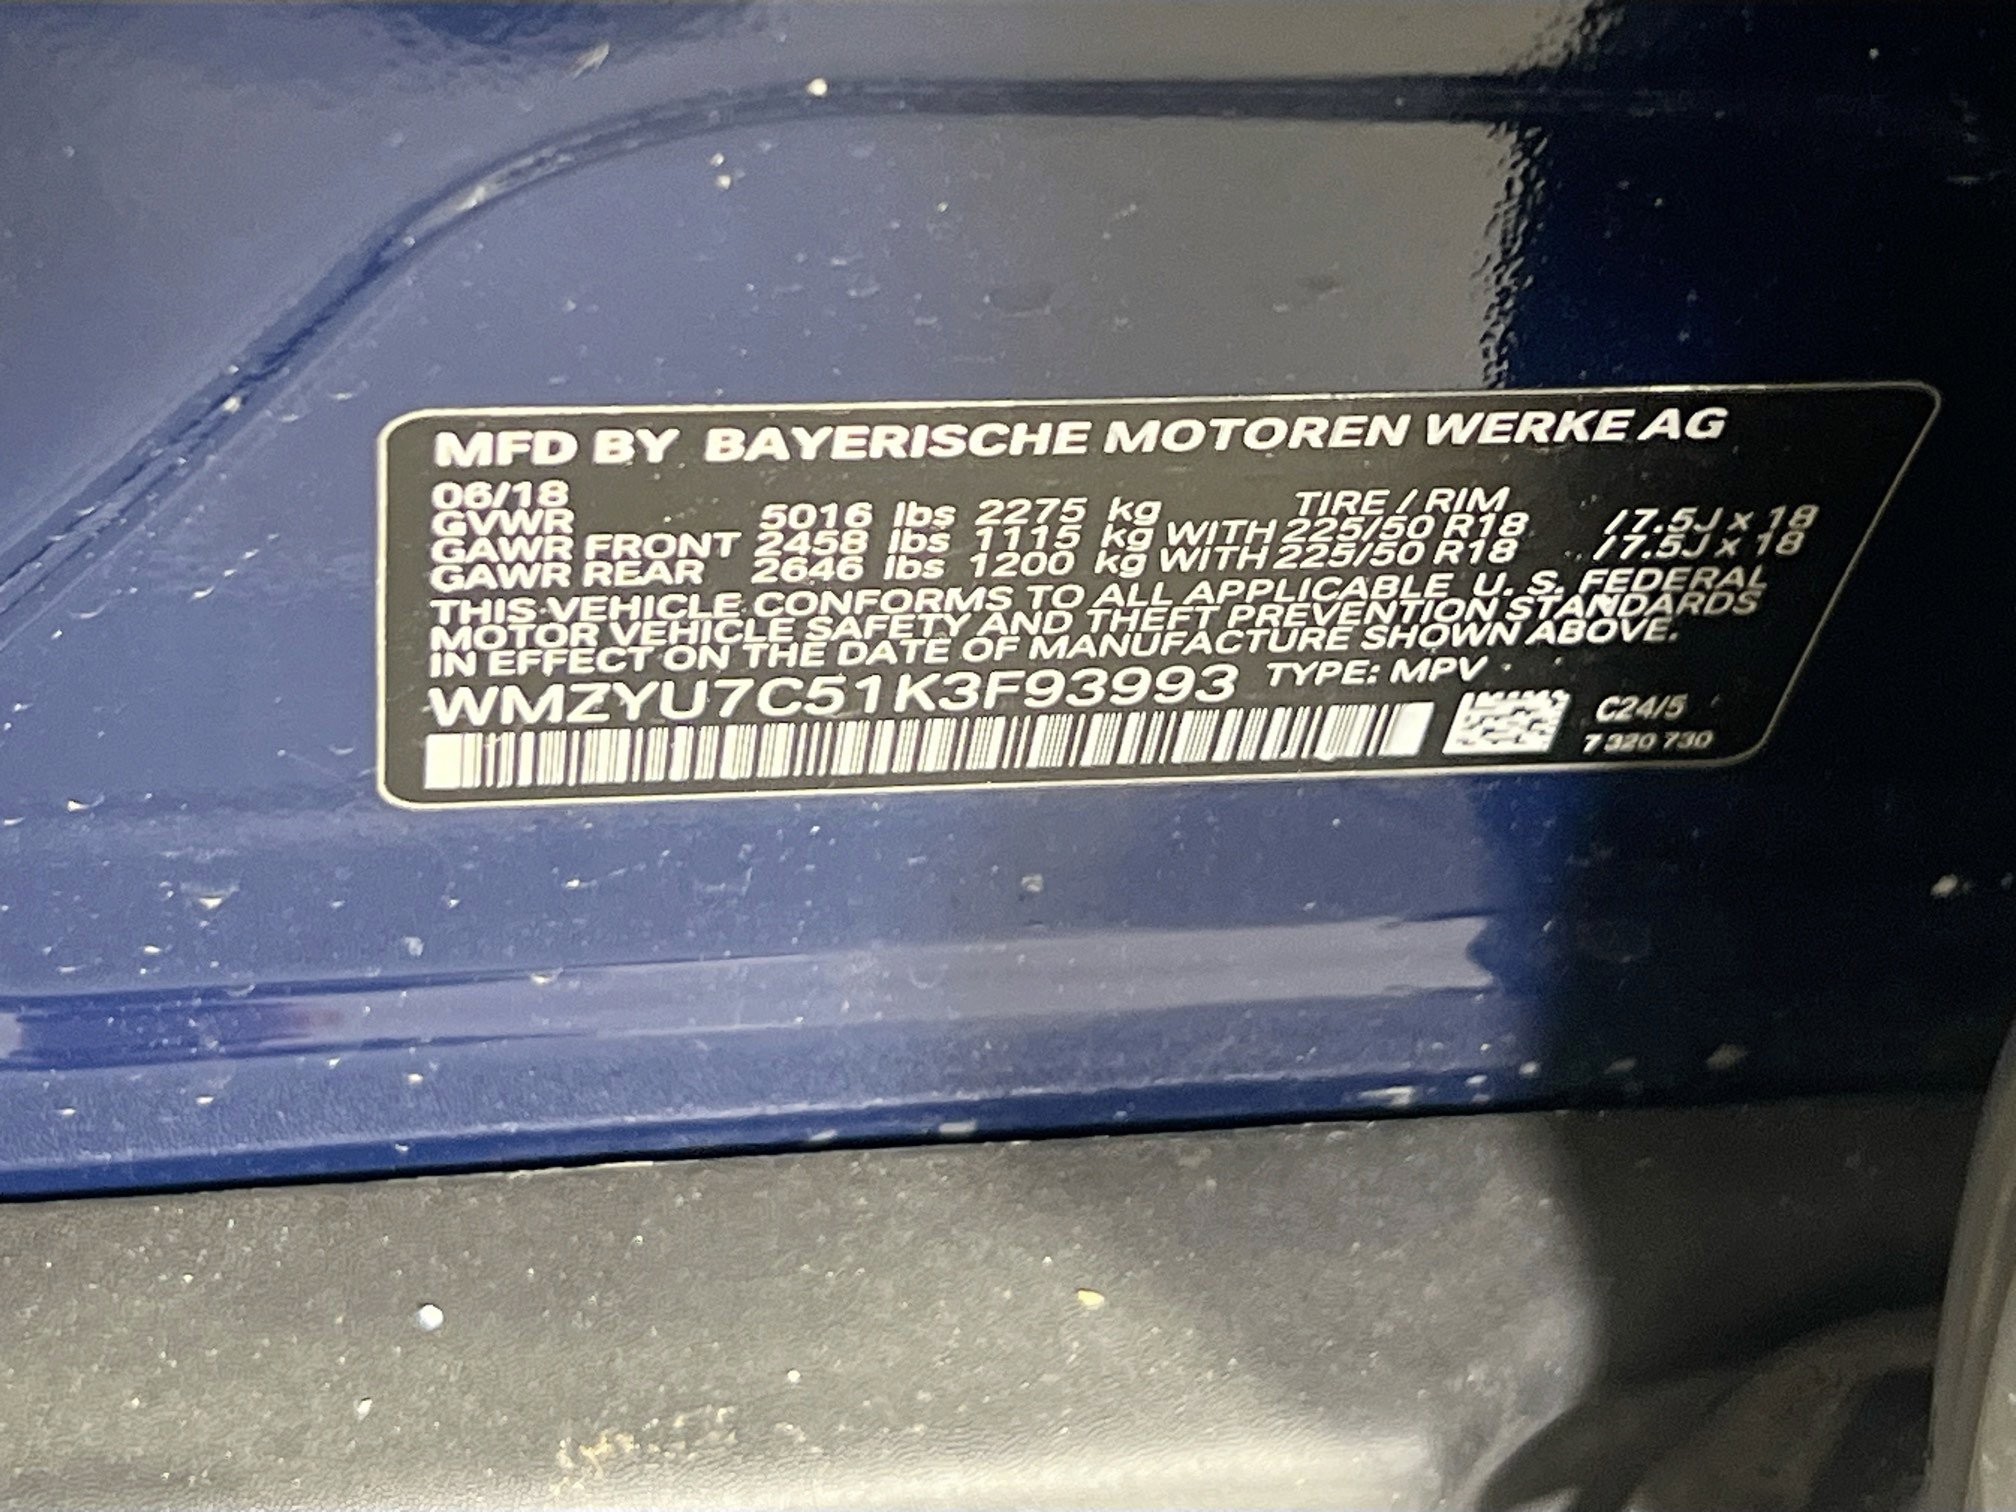 MFD BY BAYERISCHE MOTOREN WERKE AG
06/18 TIRE / RIM
GVWR 5016 lbs 2275 kg
GAWR FRONT 2458 lbs 1115 kg WITH 225/50 R18 /7.5J x 18
GAWR REAR 2646 lbs 1200 kg WITH 225/50 R18 /7.5J x 18
THIS VEHICLE CONFORMS TO ALL APPLICABLE U. S. FEDERAL
MOTOR VEHICLE SAFETY AND THEFT PREVENTION STANDARDS
IN EFFECT ON THE DATE OF MANUFACTURE SHOWN ABOVE.
WMZYU7C51K3F93993 TYPE: MPV
C24/5
7 320 730